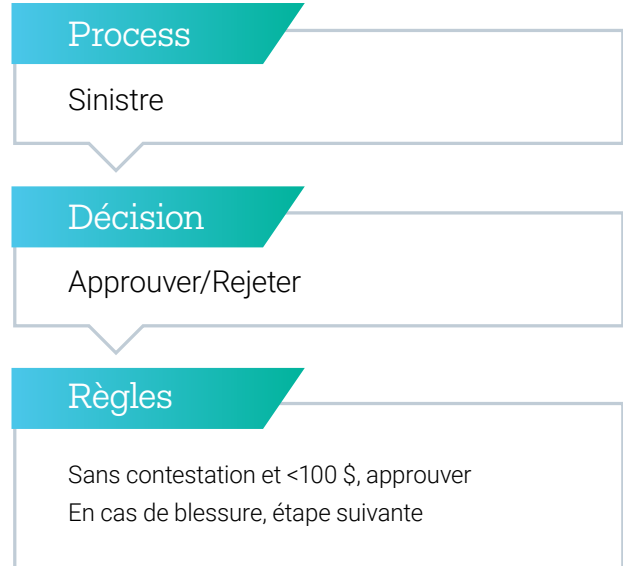 Process
Sinistre
Décision
Approuver/Rejeter
Règles
Sans contestation et <100 $, approuver
En cas de blessure, étape suivante